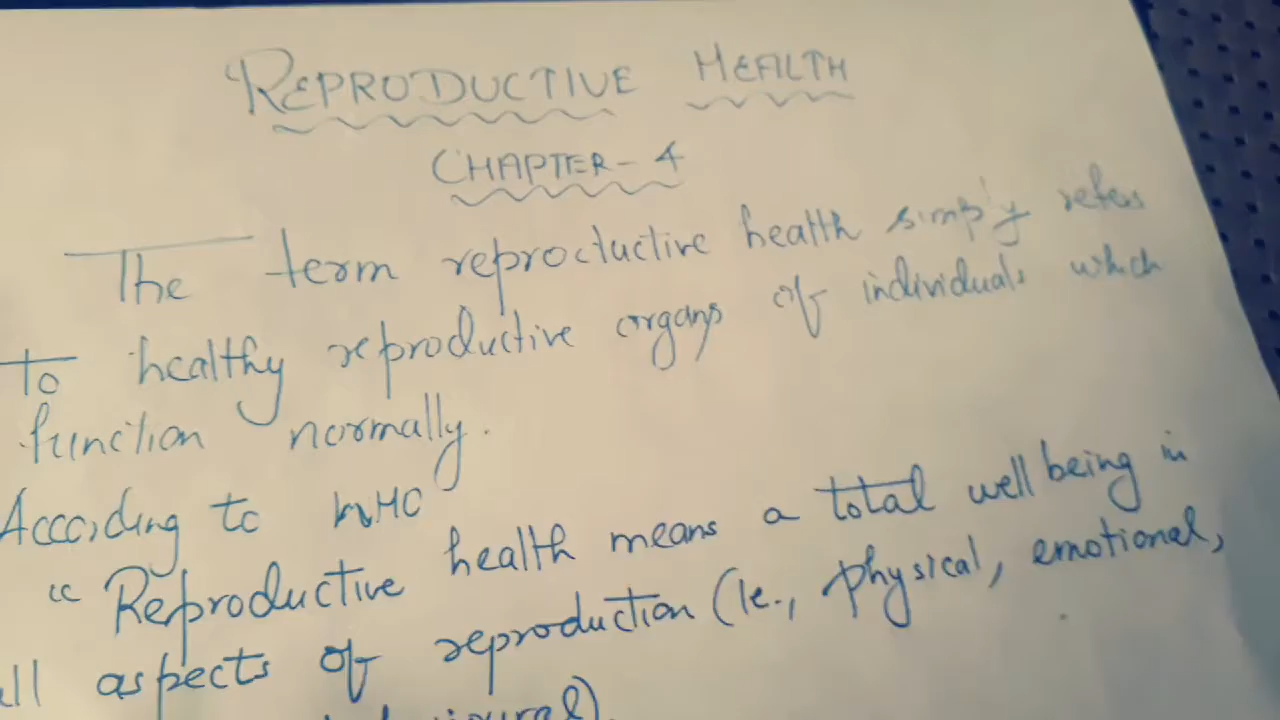 REPRODUCTIVE HEALTH
CHAPTER-4
The term reproductive health simply refers
to healthy reproductive organs of individuals which
function normally.
According to WHO
“Reproductive health means a total well being in
all aspects of reproduction (ie., physical, emotional,